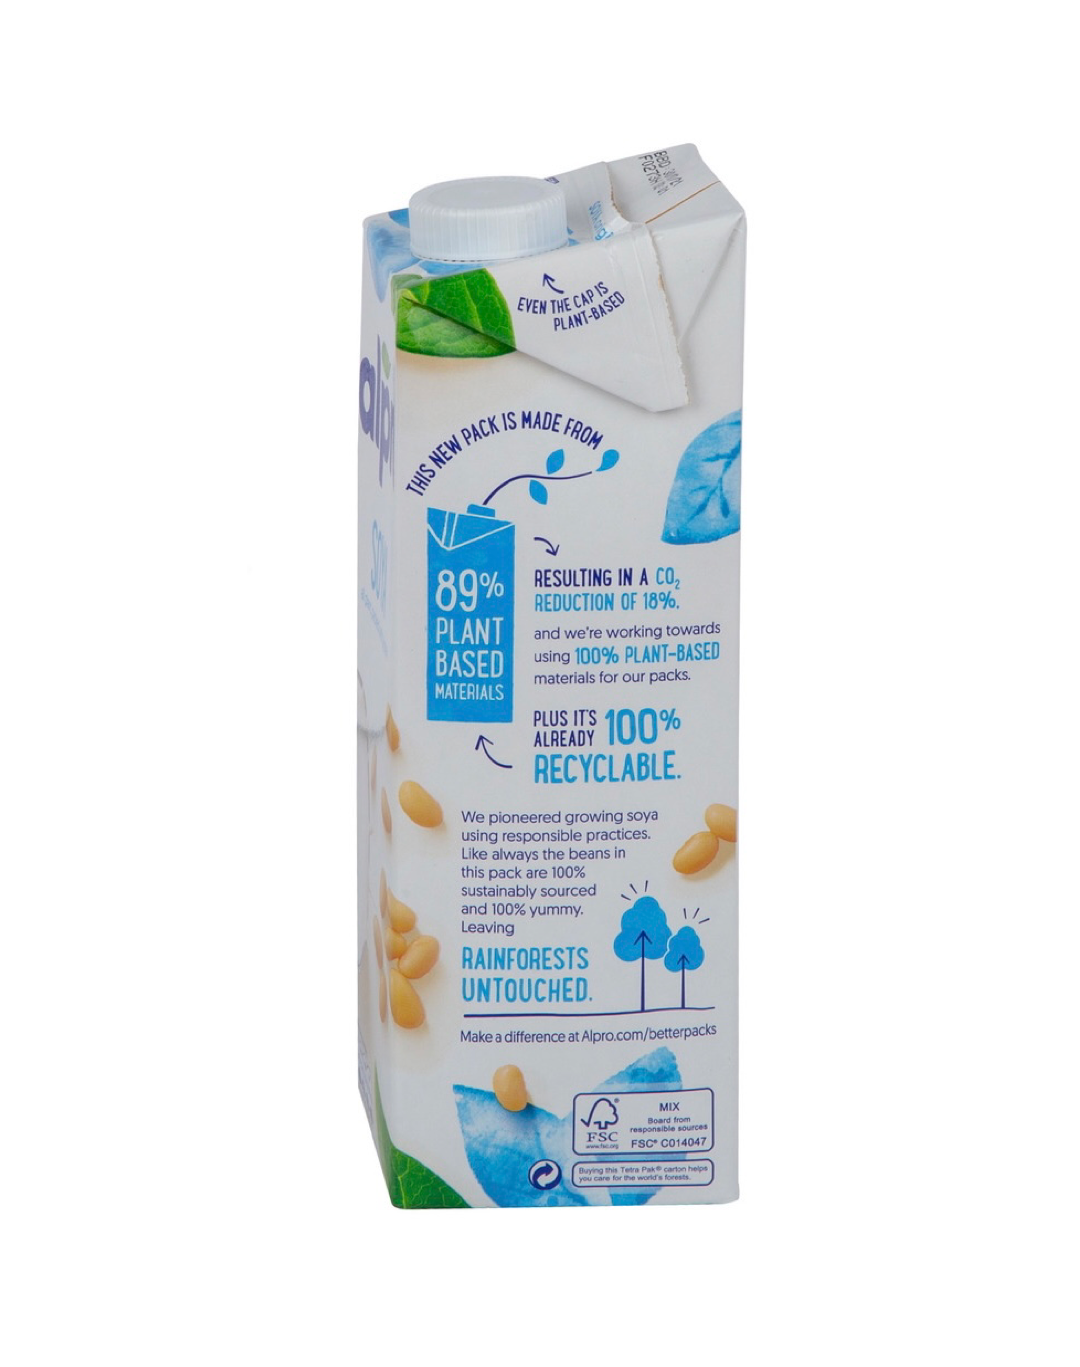 EVEN THE CAP IS
PLANT-BASED
THIS NEW PACK IS MADE FROM
89%
PLANT
BASED
MATERIALS
RESULTING IN A CO₂
REDUCTION OF 18%.
and we're working towards
using 100% PLANT-BASED
materials for our packs.
PLUS IT'S
ALREADY 100%
RECYCLABLE.
We pioneered growing soya
using responsible practices.
Like always the beans in
this pack are 100%
sustainably sourced
and 100% yummy.
Leaving
RAINFORESTS
UNTOUCHED.
Make a difference at Alpro.com/betterpacks
FSC®
www.fsc.org
MIX
Board from
responsible sources
FSC® C014047
Buying this Tetra Pak® carton helps
you care for the world's forests.
alp